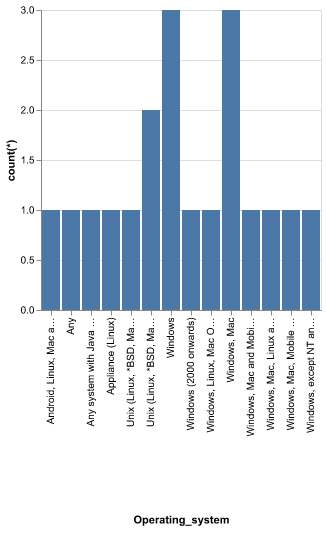 3.0
2.5
2.0
1.5
1.0
0.5
0.0
count(*)
Android, Linux, Mac a…
Any
Any system with Java …
Appliance (Linux)
Unix (Linux, *BSD, Ma…
Unix (Linux, *BSD, Ma…
Windows
Windows (2000 onwards)
Windows, Linux, Mac O…
Windows, Mac
Windows, Mac and Mobi…
Windows, Mac, Linux a…
Windows, Mac, Mobile …
Windows, except NT an…
Operating_system